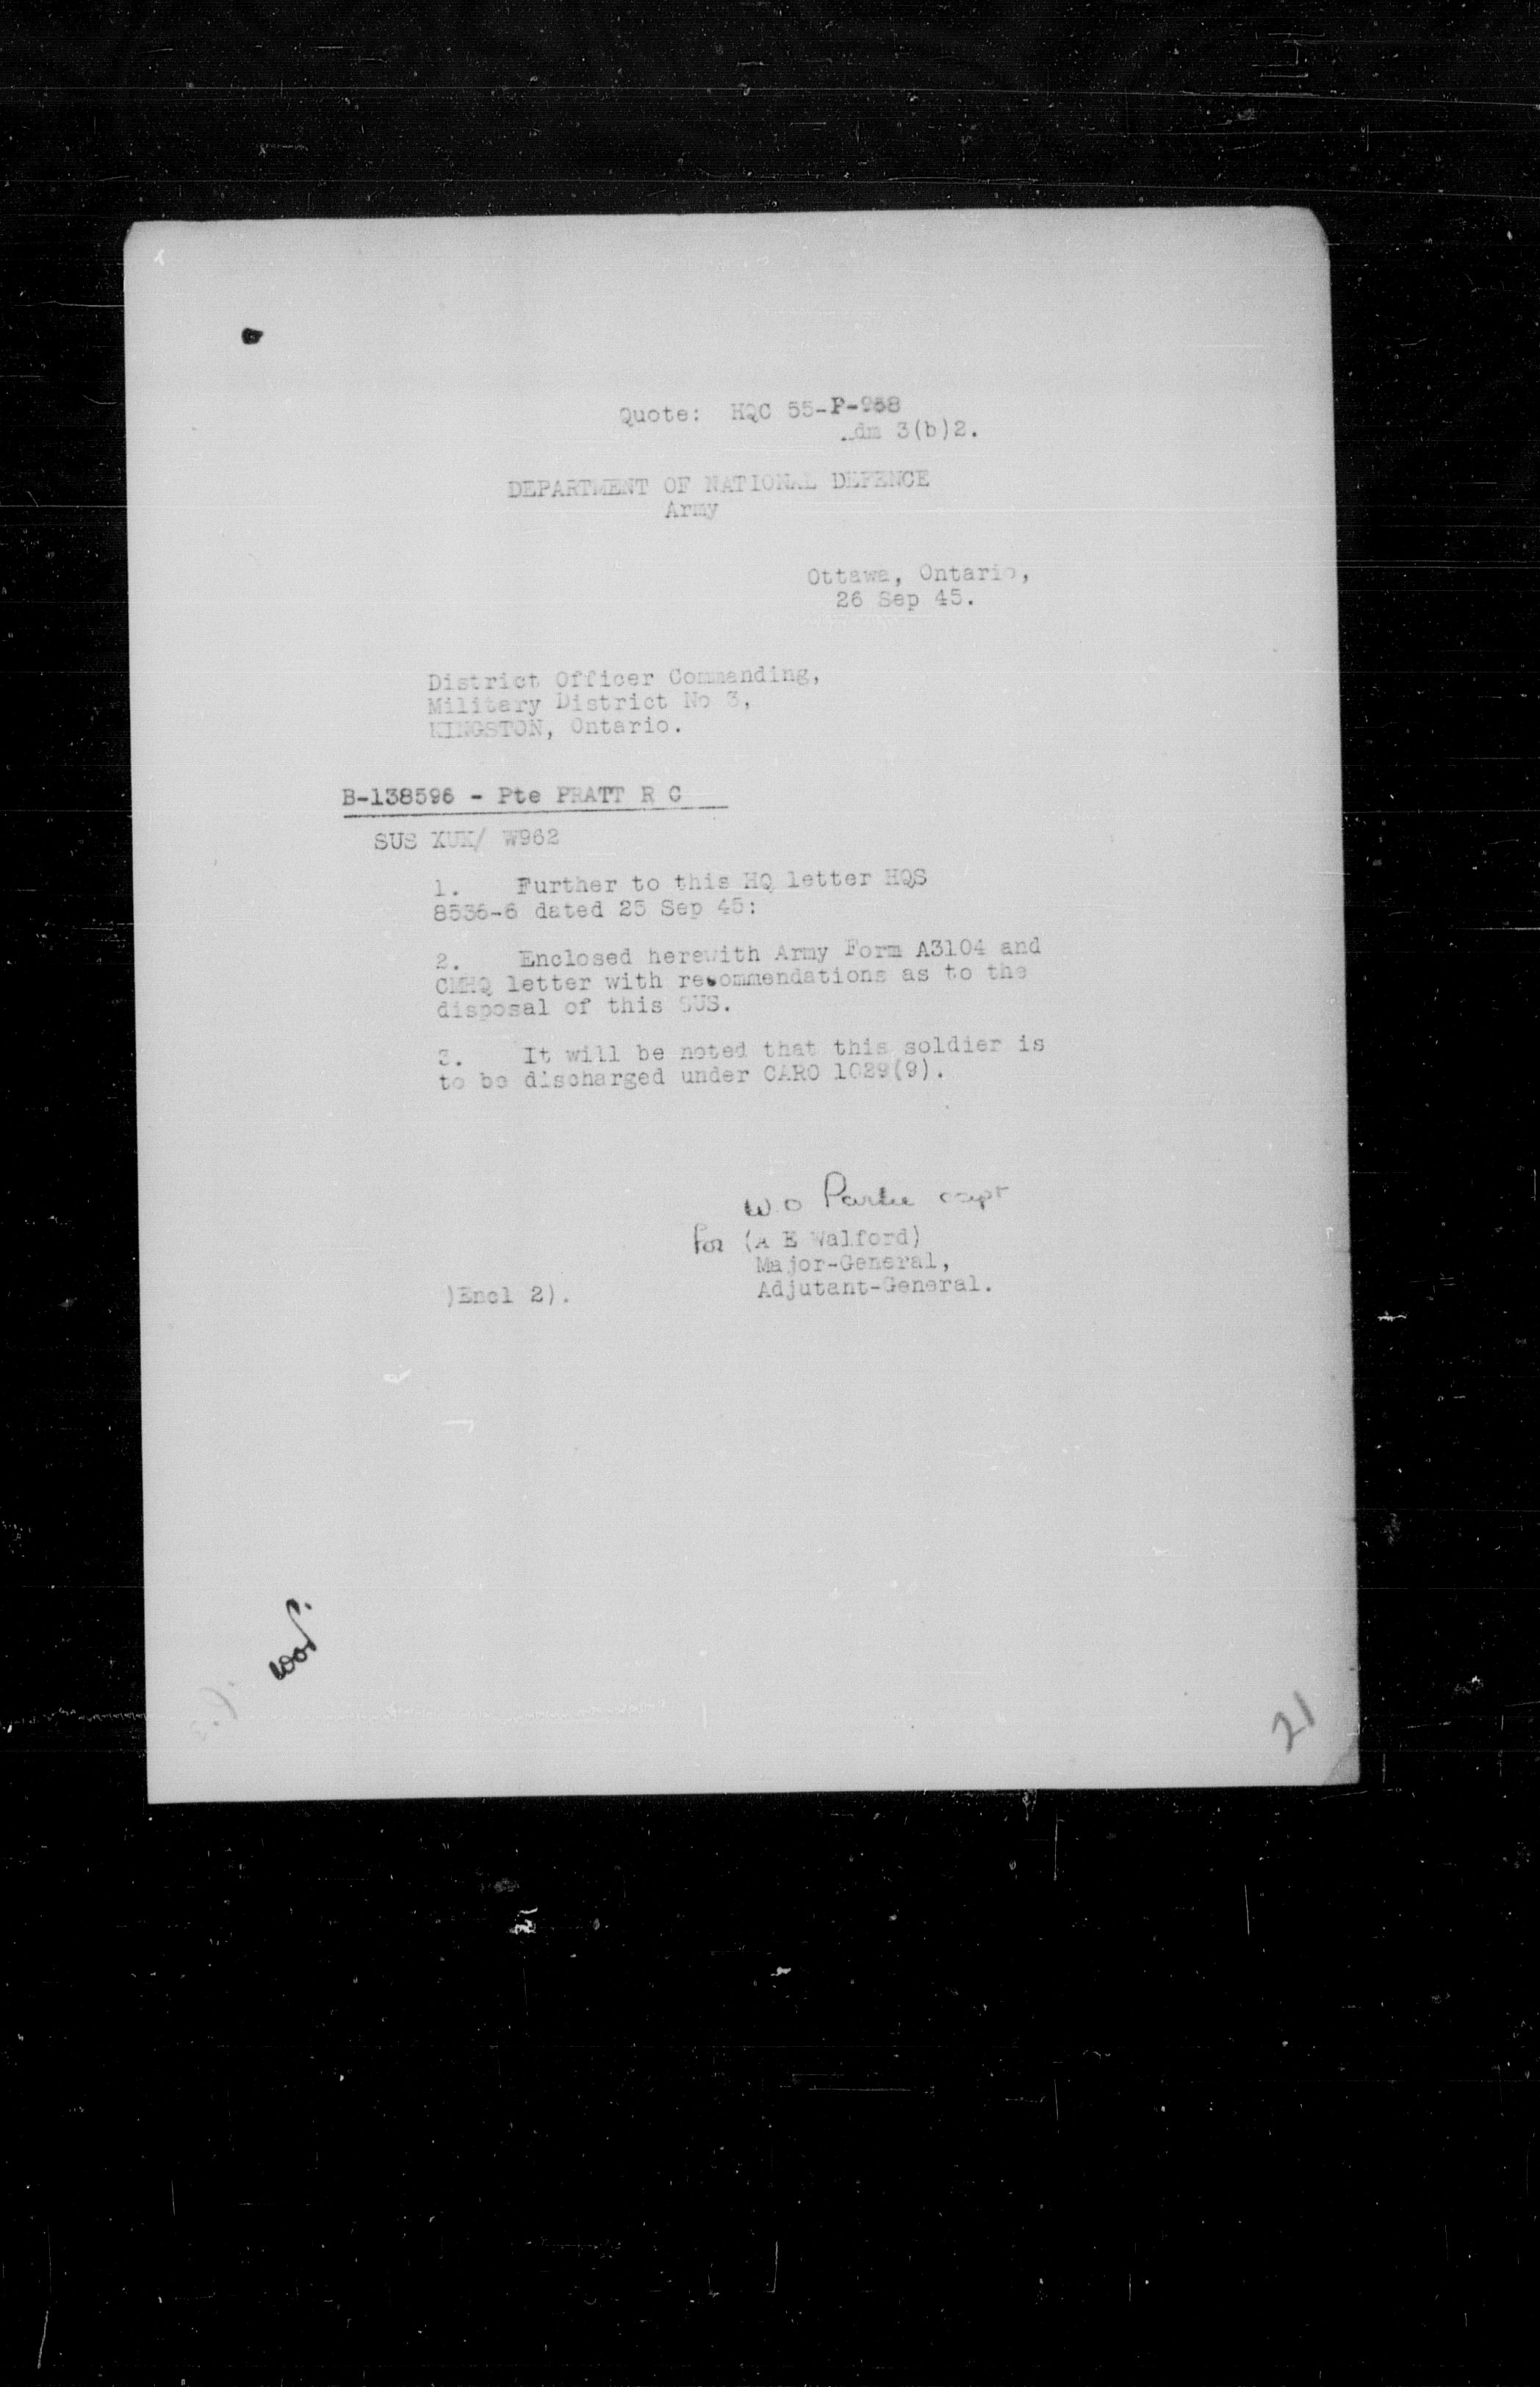 Quote: HQC 55-P-958
Adm 3(b)2.
DEPARTMENT OF NATIONAL DEFENCE
Army
Ottawa, Ontario,
26 Sep 45.
District Officer Commanding,
Military District No 3,
KINGSTON, Ontario.
B-138596 - Pte PRATT R C
SUS XUK/ W962
1. Further to this HQ letter HQS
8536-6 dated 25 Sep 45:
2. Enclosed herewith Army Form A3104 and
CMHQ letter with recommendations as to the
disposal of this SUS.
3. It will be noted that this soldier is
to be discharged under CARO 1029(9).
W.O Parke capt
for (A E Walford)
Major-General,
Adjutant-General.
)Encl 2).
21